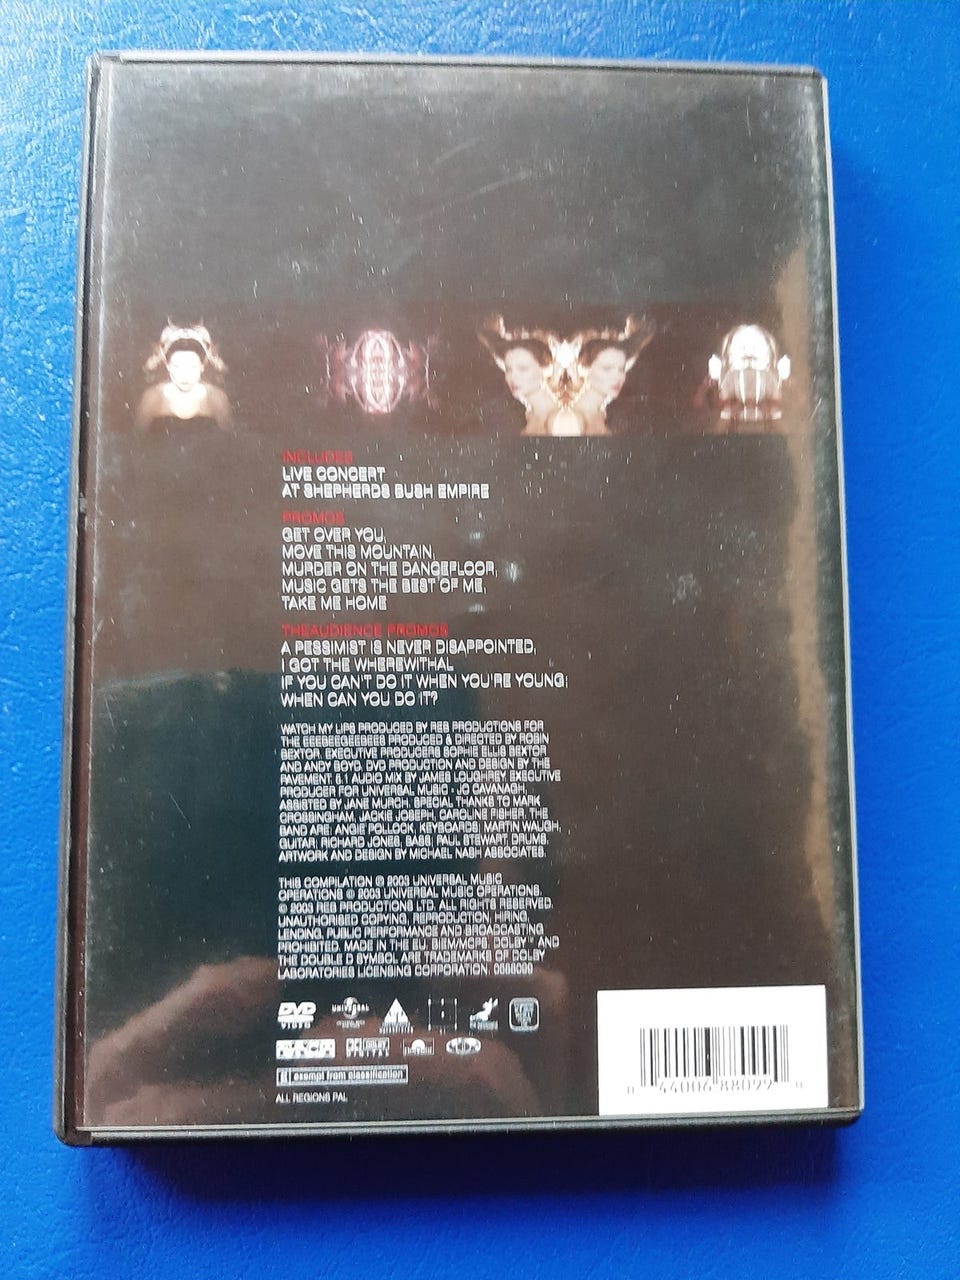 INCLUDES
LIVE CONCERT
AT SHEPHERDS BUSH EMPIRE
PROMOS
GET OVER YOU,
MOVE THIS MOUNTAIN,
MURDER ON THE DANCEFLOOR,
MUSIC GETS THE BEST OF ME,
TAKE ME HOME
THEAUDIENCE PROMOS
A PESSIMIST IS NEVER DISAPPOINTED,
I GOT THE WHEREWITHAL
IF YOU CAN'T DO IT WHEN YOU'RE YOUNG;
WHEN CAN YOU DO IT?
WATCH MY LIPS PRODUCED BY REB PRODUCTIONS FOR
THE EEEBEEGEEBEES PRODUCED & DIRECTED BY ROBIN
BEXTOR. EXECUTIVE PRODUCERS SOPHIE ELLIS BEXTOR
AND ANDY BOYD. DVD PRODUCTION AND DESIGN BY THE
PAVEMENT. 5.1 AUDIO MIX BY JAMES LOUGHREY. EXECUTIVE
PRODUCER FOR UNIVERSAL MUSIC - JO CAVANAGH,
ASSISTED BY JANE MURCH. SPECIAL THANKS TO MARK
CROSSINGHAM, JACKIE JOSEPH, CAROLINE FISHER. THE
BAND ARE: ANGIE POLLOCK, KEYBOARDS; MARTIN WAUGH,
GUITAR; RICHARD JONES, BASS; PAUL STEWART, DRUMS.
ARTWORK AND DESIGN BY MICHAEL NASH ASSOCIATES.
THIS COMPILATION ℗ 2003 UNIVERSAL MUSIC
OPERATIONS © 2003 UNIVERSAL MUSIC OPERATIONS.
© 2003 REB PRODUCTIONS LTD. ALL RIGHTS RESERVED.
UNAUTHORISED COPYING, REPRODUCTION, HIRING,
LENDING, PUBLIC PERFORMANCE AND BROADCASTING
PROHIBITED. MADE IN THE EU. BIEM/MCPS. DOLBY™ AND
THE DOUBLE D SYMBOL ARE TRADEMARKS OF DOLBY
LABORATORIES LICENSING CORPORATION.
DVD VIDEO
UNIVERSAL
DOLBY DIGITAL
E exempt from classification
ALL REGIONS PAL
0 44006 88099 0